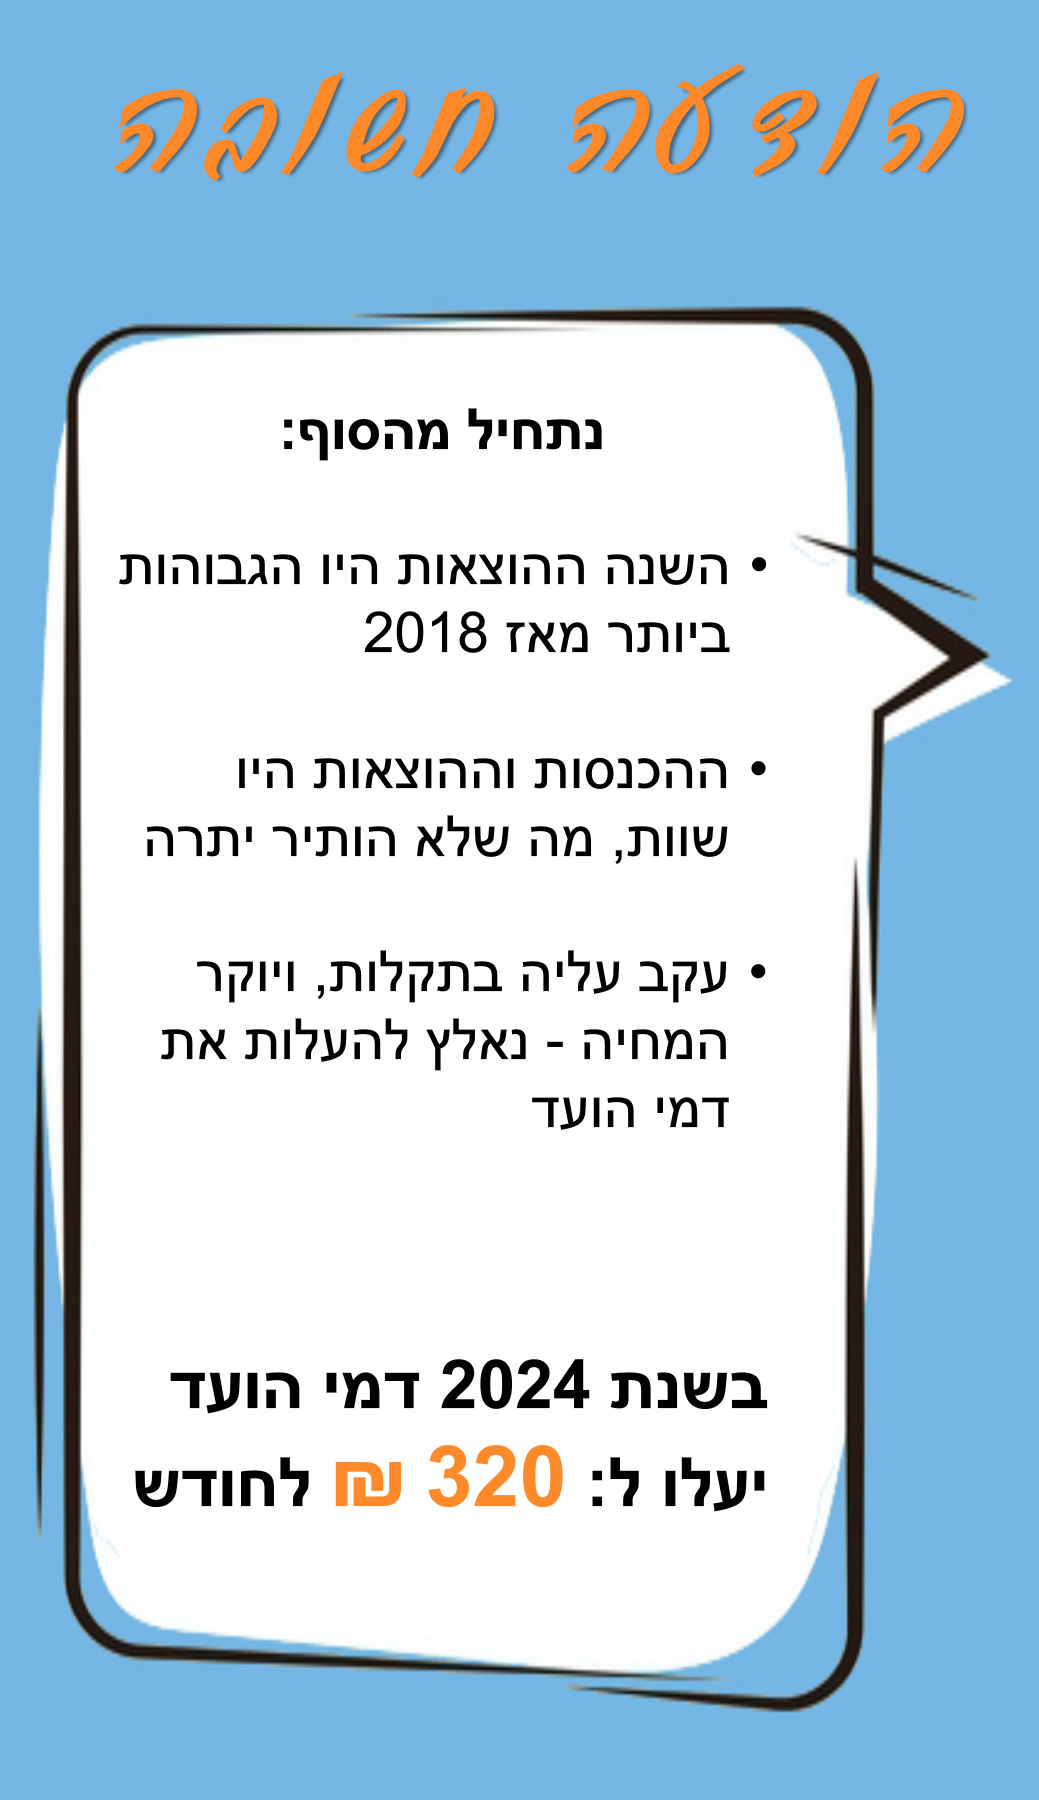 הודעה חשובה
נתחיל מהסוף:
• השנה ההוצאות היו הגבוהות
ביותר מאז 2018
• ההכנסות וההוצאות היו
שוות, מה שלא הותיר יתרה
• עקב עליה בתקלות, ויוקר
המחיה - נאלץ להעלות את
דמי הועד
בשנת 2024 דמי הועד
יעלו ל: 320 ₪ לחודש